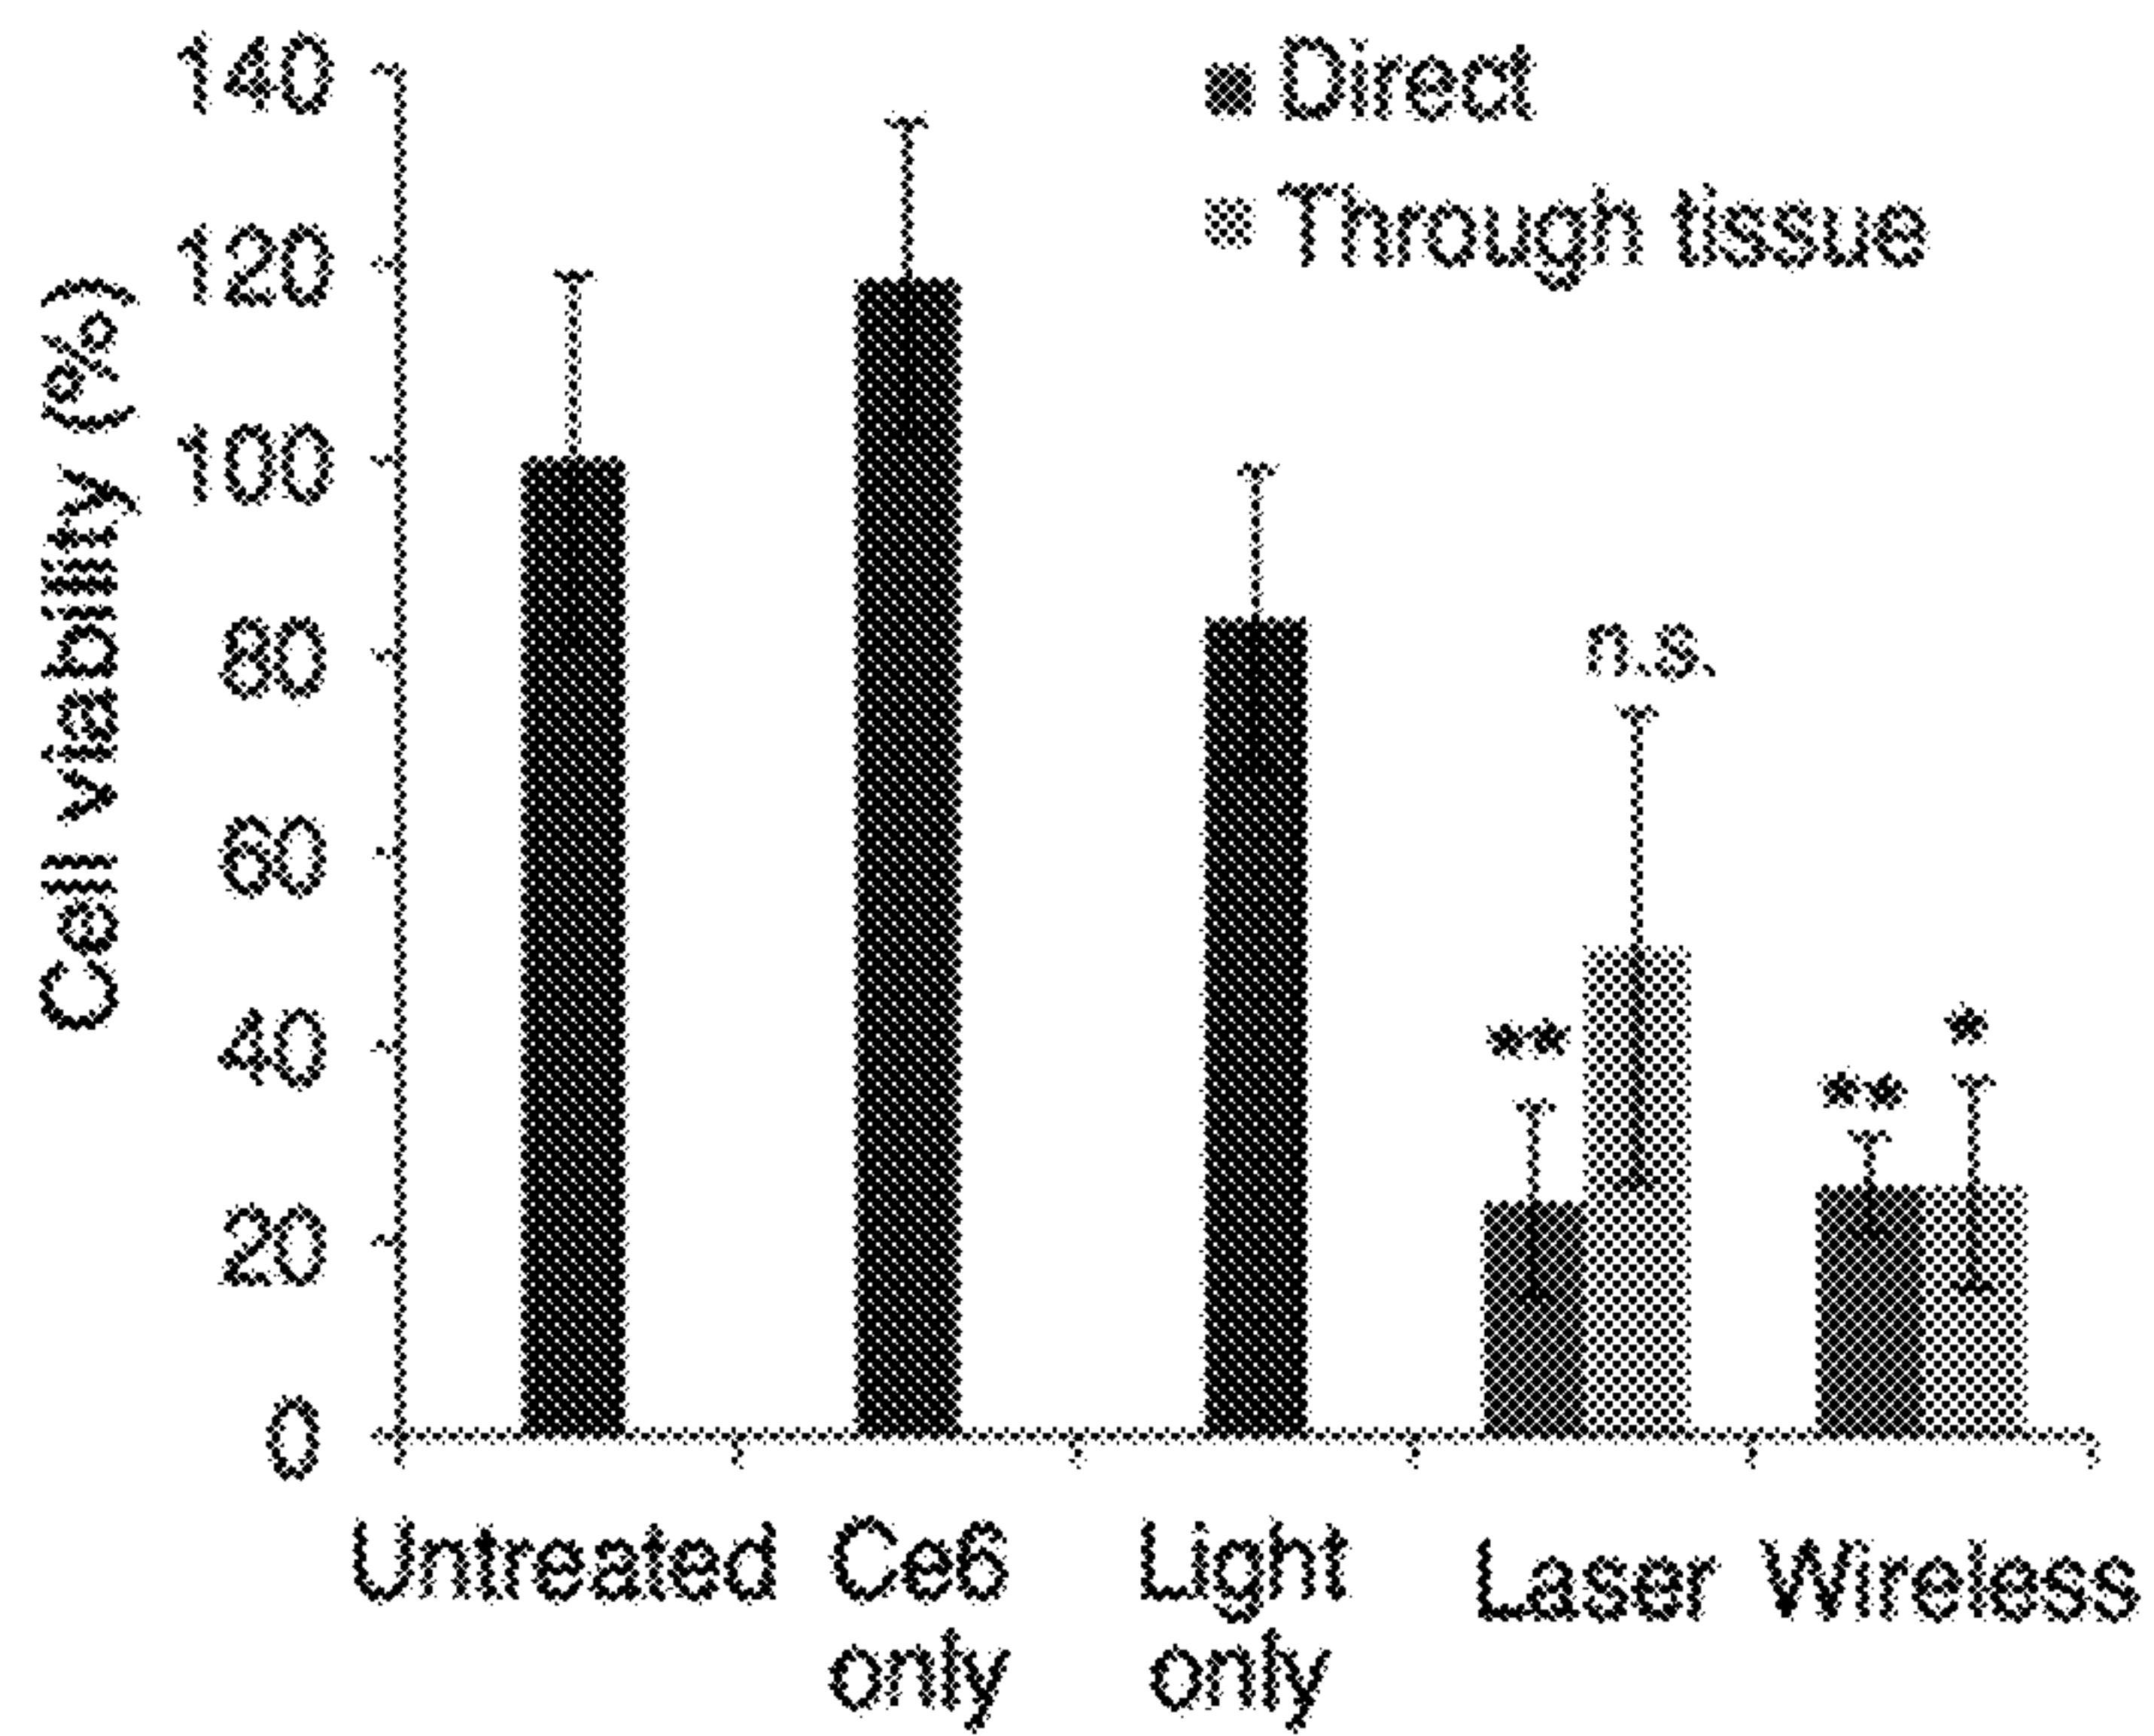 Cell viability (%)
140
120
100
80
60
40
20
0
Direct
Through tissue
n.s.
**
**
*
Untreated
Ce6
only
Light
only
Laser
Wireless